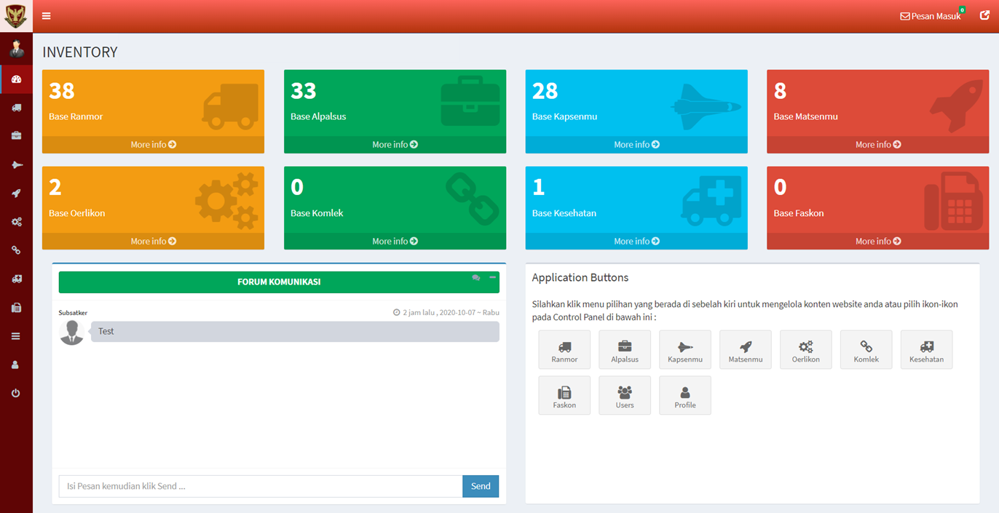 Pesan Masuk 0
INVENTORY
38
Base Ranmor
More info
33
Base Alpalsus
More info
28
Base Kapsenmu
More info
8
Base Matsenmu
More info
2
Base Oerlikon
More info
0
Base Komlek
More info
1
Base Kesehatan
More info
0
Base Faskon
More info
FORUM KOMUNIKASI
Subsatker
2 jam lalu , 2020-10-07 ~ Rabu
Test
Isi Pesan kemudian klik Send ...
Send
Application Buttons
Silahkan klik menu pilihan yang berada di sebelah kiri untuk mengelola konten website anda atau pilih ikon-ikon
pada Control Panel di bawah ini :
Ranmor
Alpalsus
Kapsenmu
Matsenmu
Oerlikon
Komlek
Kesehatan
Faskon
Users
Profile